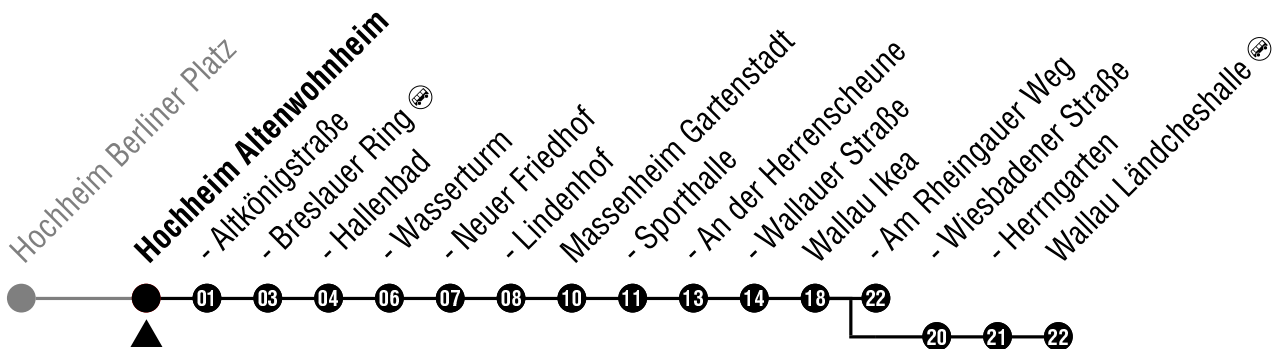 Hochheim Berliner Platz
Hochheim Altenwohnheim
- Altkönigstraße
- Breslauer Ring
- Hallenbad
- Wasserturm
- Neuer Friedhof
- Lindenhof
Massenheim Gartenstadt
- Sporthalle
- An der Herrenscheune
- Wallauer Straße
Wallau Ikea
- Am Rheingauer Weg
- Wiesbadener Straße
- Herrngarten
Wallau Ländcheshalle
01 03 04 06 07 08 10 11 13 14 18 22
20 21 22